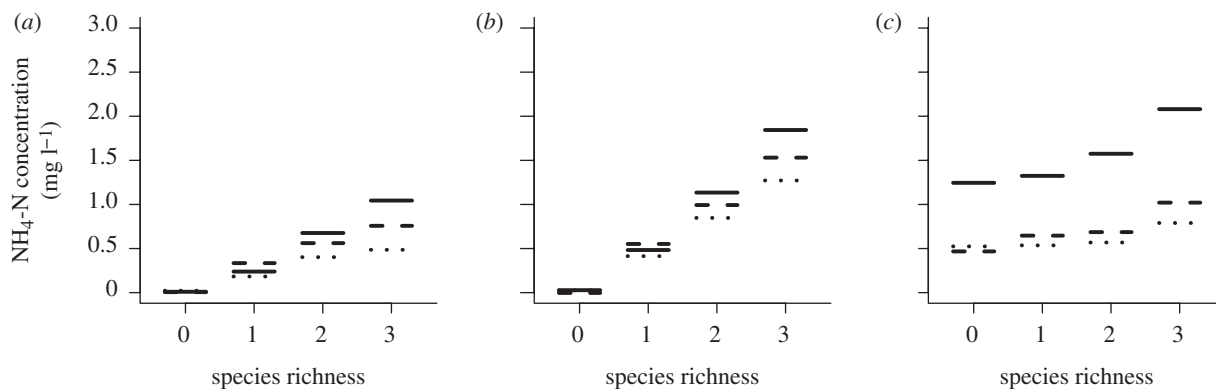 (a)
(b)
(c)
NH4-N concentration
(mg l–1)
3.0
2.5
2.0
1.5
1.0
0.5
0
0 1 2 3
0 1 2 3
0 1 2 3
species richness
species richness
species richness